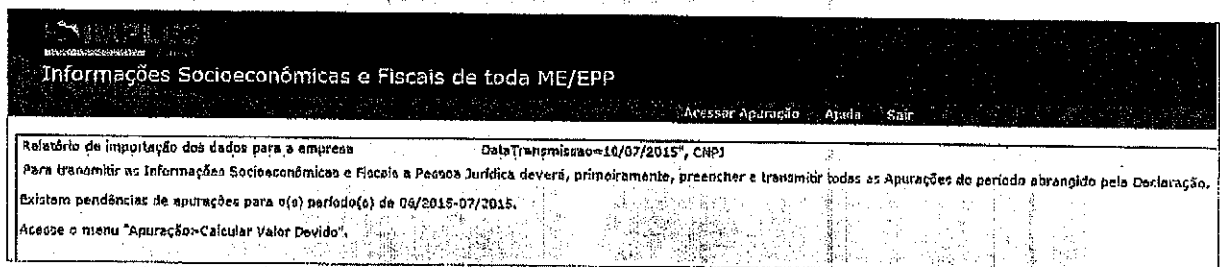 SIMPLES
Informações Socioeconómicas e Fiscais de toda ME/EPP
Acessar Apuração Ajuda Sair
Relatório de importação dos dados para a empresa DataTransmissao=10/07/2015", CNPJ
Para transmitir as Informações Socioeconómicas e Fiscais a Pessoa Jurídica deverá, primeiramente, preencher e transmitir todas as Apurações do período abrangido pela Declaração.
Existem pendências de apurações para o(s) período(s) de 06/2015-07/2015.
Acesse o menu "Apuração>Calcular Valor Devido".